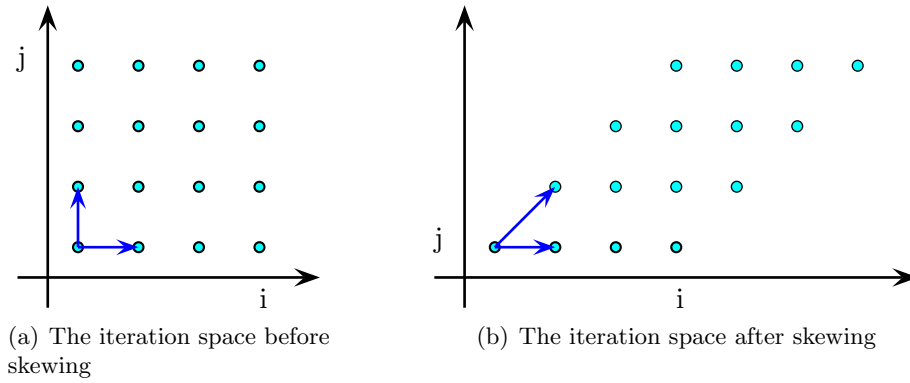 j
i
(a) The iteration space before
skewing
j
i
(b) The iteration space after skewing